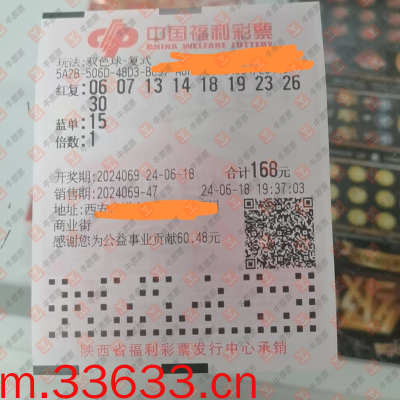 中国福利彩票
CHINA WELFARE LOTTERY
玩法:双色球-复式
5A2B-506D-48D3-
红复:06 07 13 14 18 19 23 26
30
蓝单:15
倍数:1
开奖期:2024069 24-06-18 合计168元
销售期:2024069-47 24-06-18 19:37:03
地址:西安
商业街
感谢您为公益事业贡献60.48元
陕西省福利彩票发行中心承销
m.33633.cn